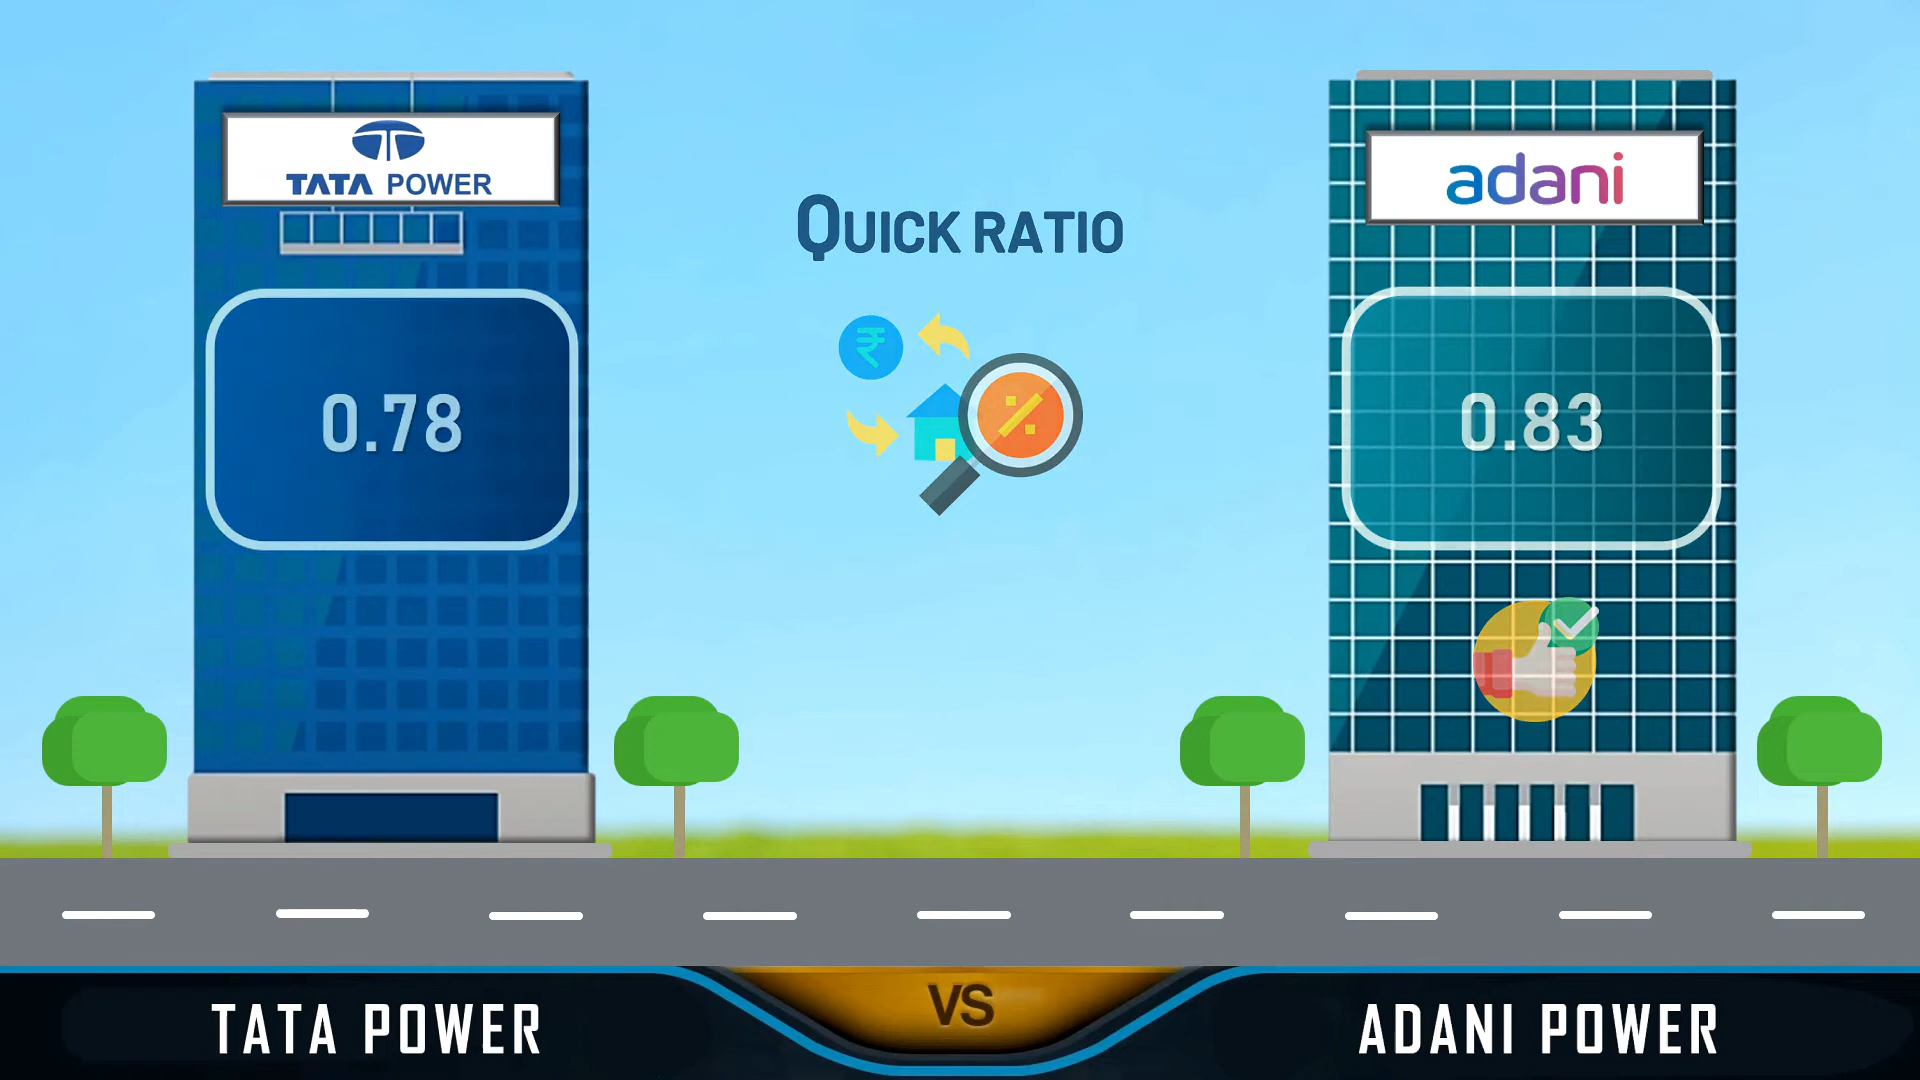 TATA POWER
adani
QUICK RATIO
₹
%
0.78
0.83
VS
TATA POWER
ADANI POWER